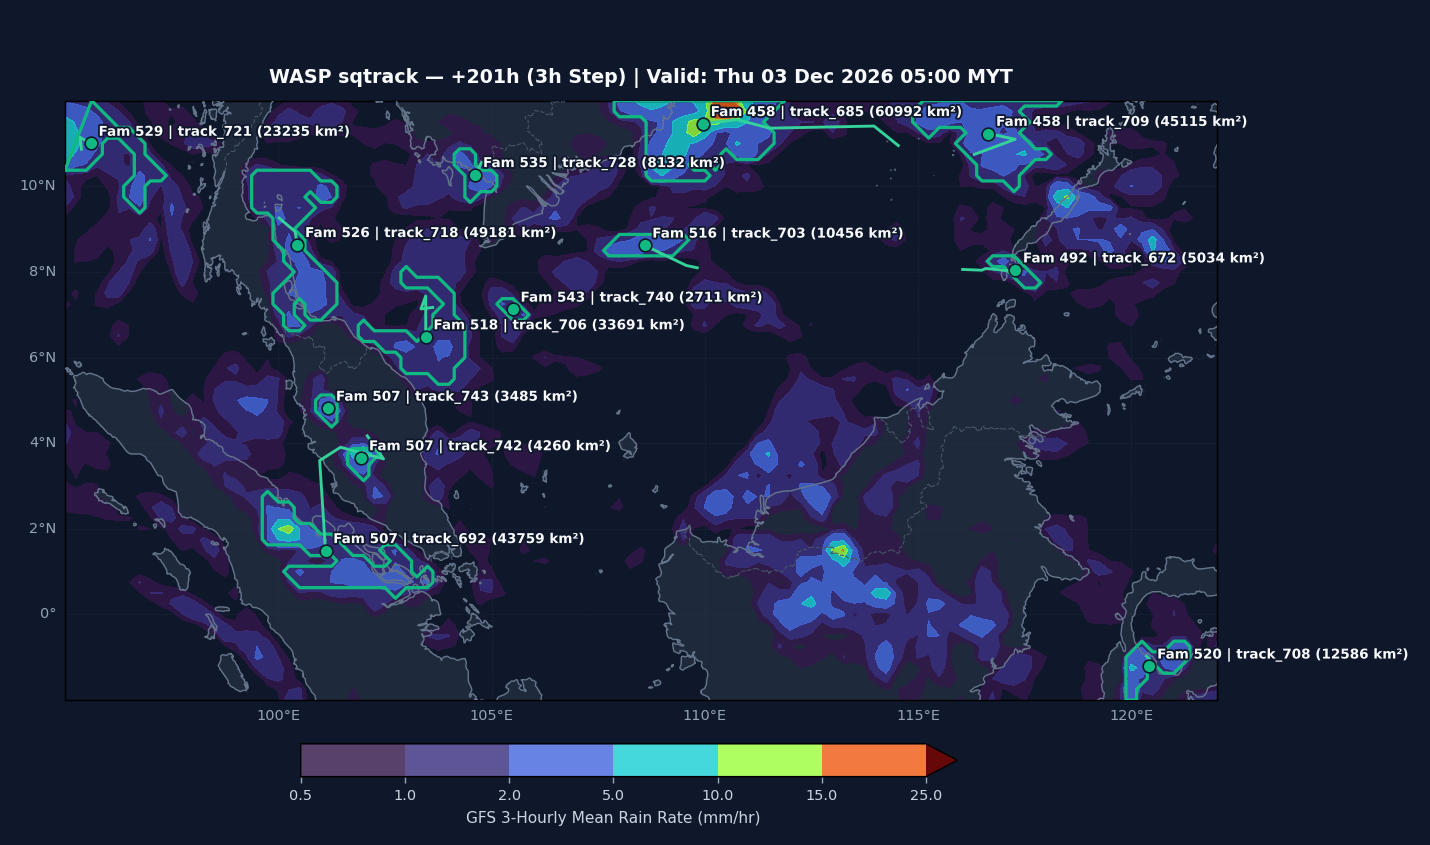 WASP sqtrack — +201h (3h Step) | Valid: Thu 03 Dec 2026 05:00 MYT
Fam 458 | track_685 (60992 km²)
Fam 458 | track_709 (45115 km²)
Fam 529 | track_721 (23235 km²)
Fam 535 | track_728 (8132 km²)
10°N
Fam 526 | track_718 (49181 km²)
Fam 516 | track_703 (10456 km²)
Fam 492 | track_672 (5034 km²)
8°N
Fam 543 | track_740 (2711 km²)
Fam 518 | track_706 (33691 km²)
6°N
Fam 507 | track_743 (3485 km²)
4°N
Fam 507 | track_742 (4260 km²)
2°N
Fam 507 | track_692 (43759 km²)
0°
Fam 520 | track_708 (12586 km²)
100°E 105°E 110°E 115°E 120°E
0.5 1.0 2.0 5.0 10.0 15.0 25.0
GFS 3-Hourly Mean Rain Rate (mm/hr)